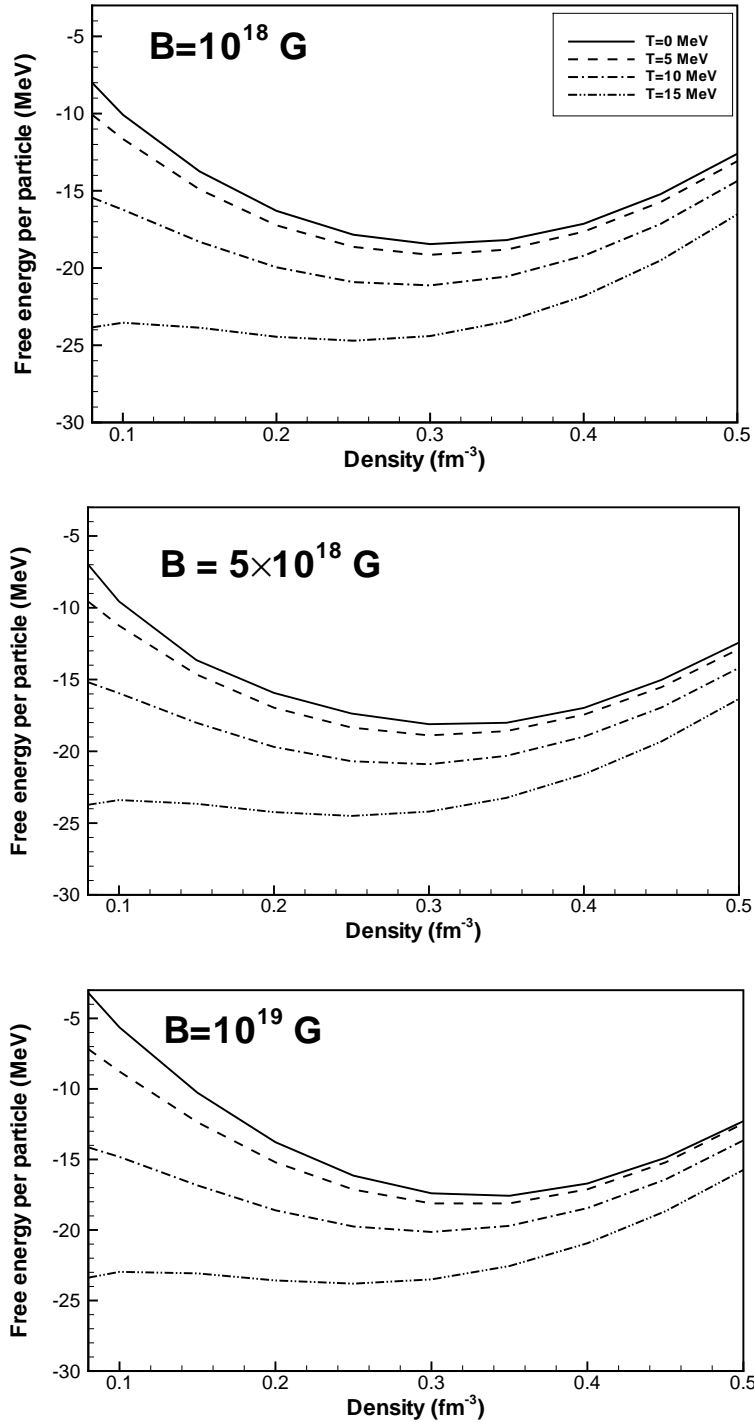 B=10^18 G
T=0 MeV
T=5 MeV
T=10 MeV
T=15 MeV
Free energy per particle (MeV)
-5
-10
-15
-20
-25
-30
0.1 0.2 0.3 0.4 0.5
Density (fm^-3)
B = 5×10^18 G
Free energy per particle (MeV)
-5
-10
-15
-20
-25
-30
0.1 0.2 0.3 0.4 0.5
Density (fm^-3)
B=10^19 G
Free energy per particle (MeV)
-5
-10
-15
-20
-25
-30
0.1 0.2 0.3 0.4 0.5
Density (fm^-3)